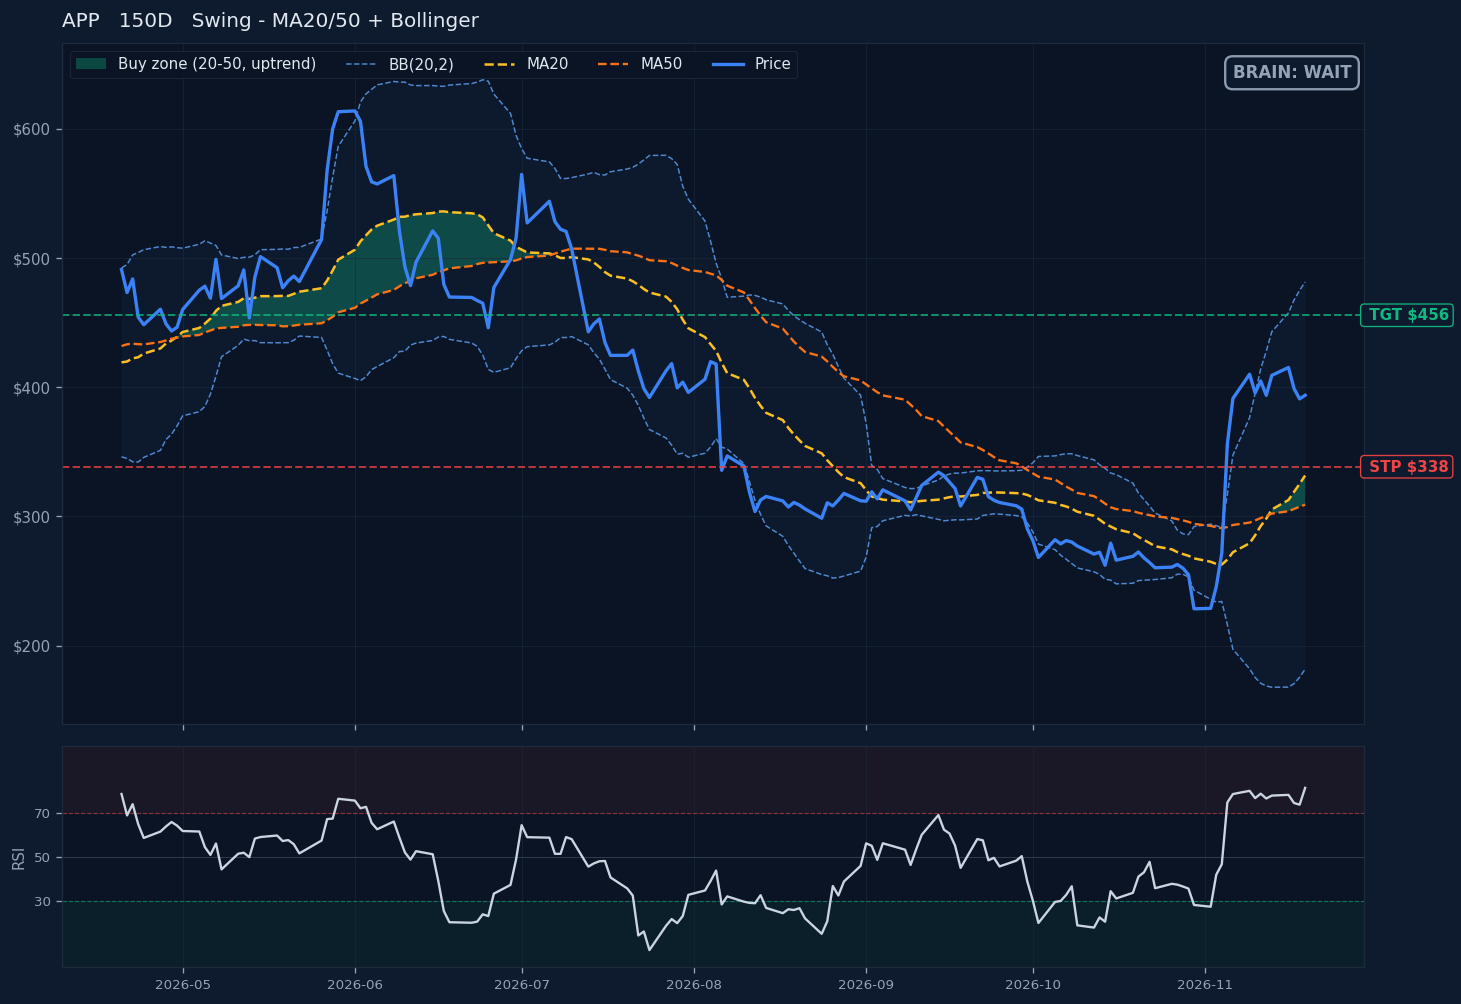 APP 150D Swing - MA20/50 + Bollinger
Buy zone (20-50, uptrend) BB(20,2) MA20 MA50 Price
BRAIN: WAIT
$600
$500
TGT $456
$400
STP $338
$300
$200
70
50
30
RSI
2026-05 2026-06 2026-07 2026-08 2026-09 2026-10 2026-11